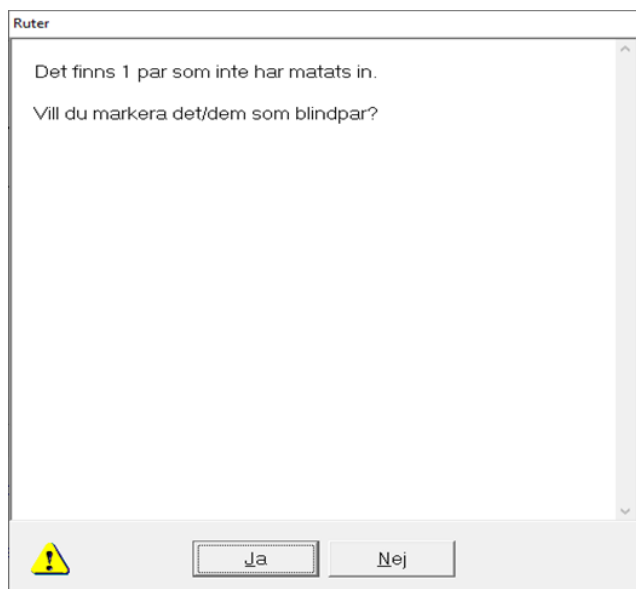 Ruter
Det finns 1 par som inte har matats in.
Vill du markera det/dem som blindpar?
Ja
Nej